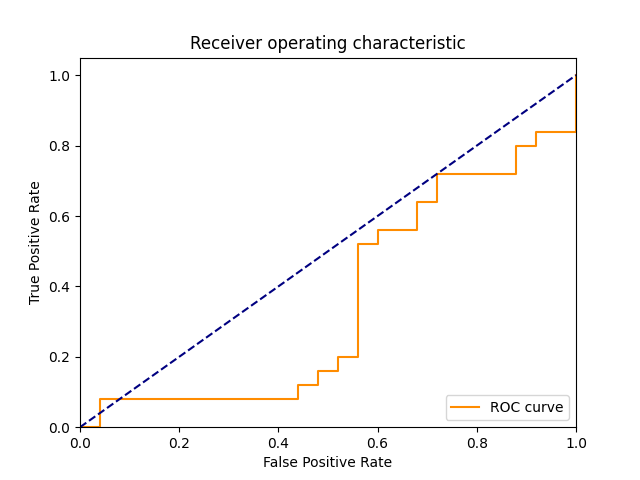 Receiver operating characteristic
True Positive Rate
1.0
0.8
0.6
0.4
0.2
0.0
0.0 0.2 0.4 0.6 0.8 1.0
False Positive Rate
ROC curve